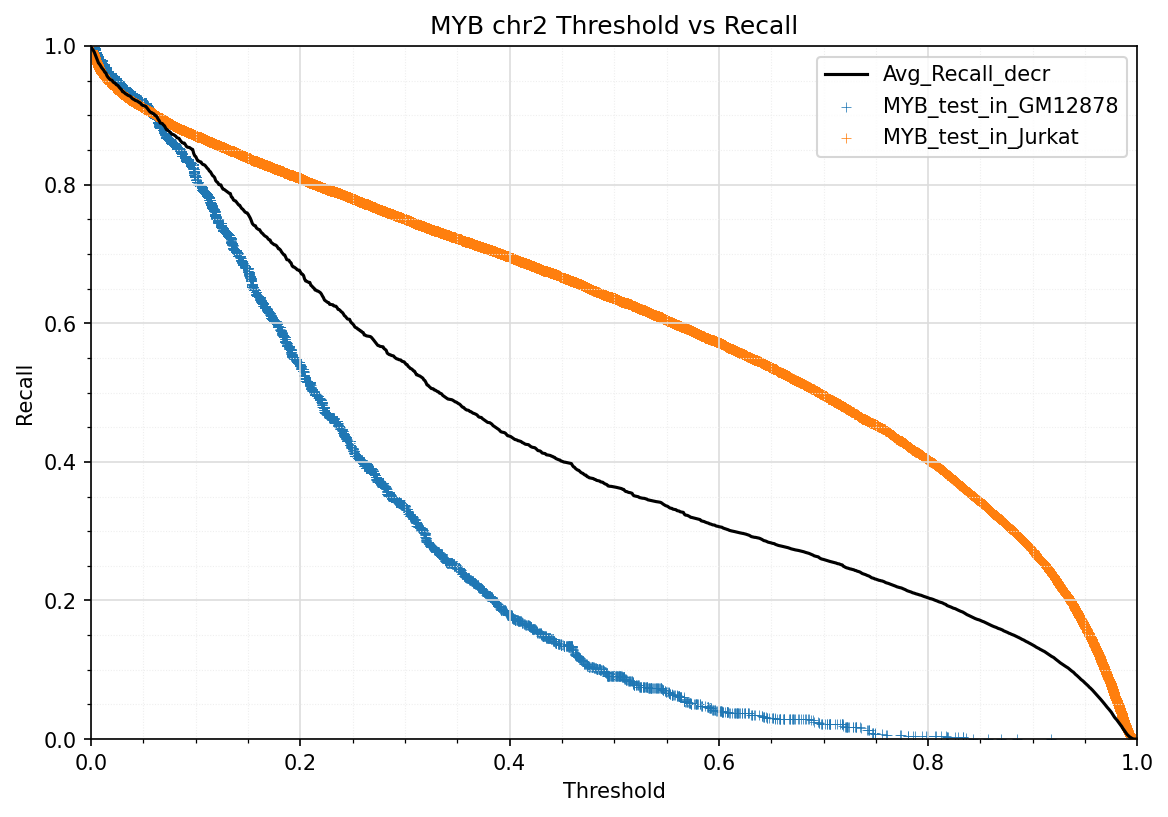 MYB chr2 Threshold vs Recall
Avg_Recall_decr
MYB_test_in_GM12878
MYB_test_in_Jurkat
Recall
1.0
0.8
0.6
0.4
0.2
0.0
0.0 0.2 0.4 0.6 0.8 1.0
Threshold